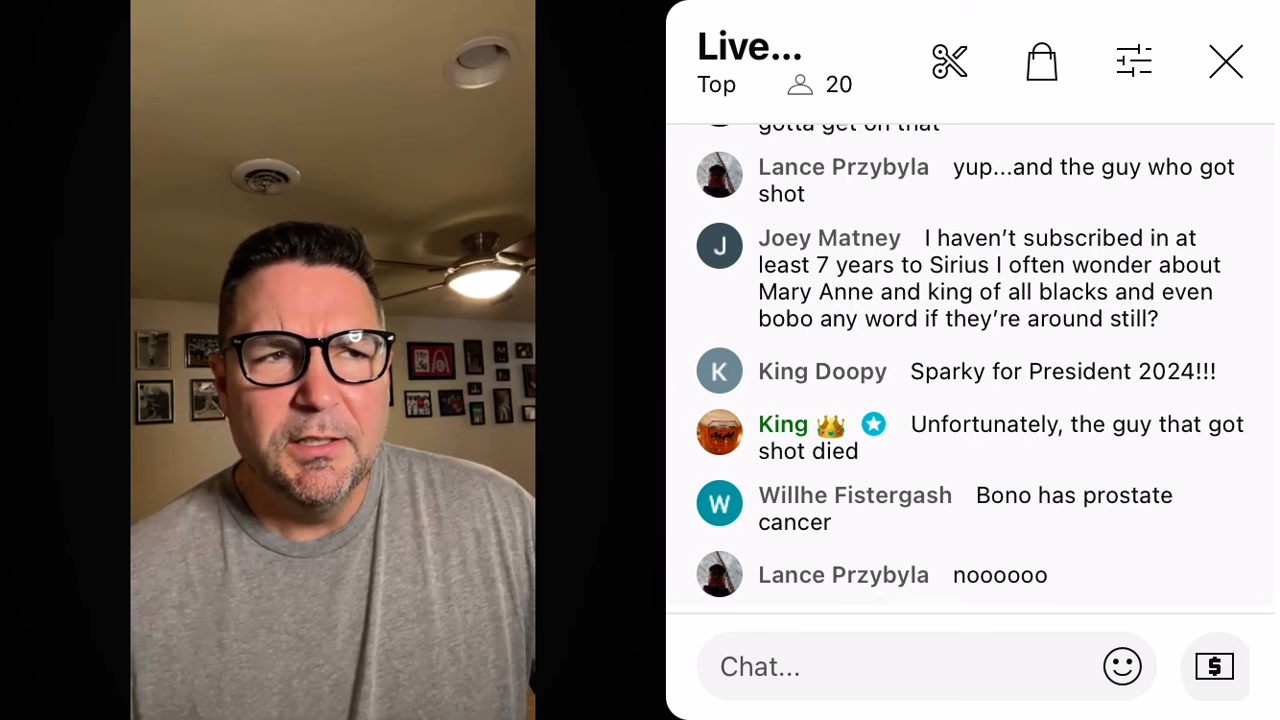 Live...
Top 20
gotta get on that
Lance Przybyla yup...and the guy who got
shot
J Joey Matney I haven't subscribed in at
least 7 years to Sirius I often wonder about
Mary Anne and king of all blacks and even
bobo any word if they're around still?
K King Doopy Sparky for President 2024!!!
King 👑 Unfortunately, the guy that got
shot died
W Willhe Fistergash Bono has prostate
cancer
Lance Przybyla noooooo
Chat...
$